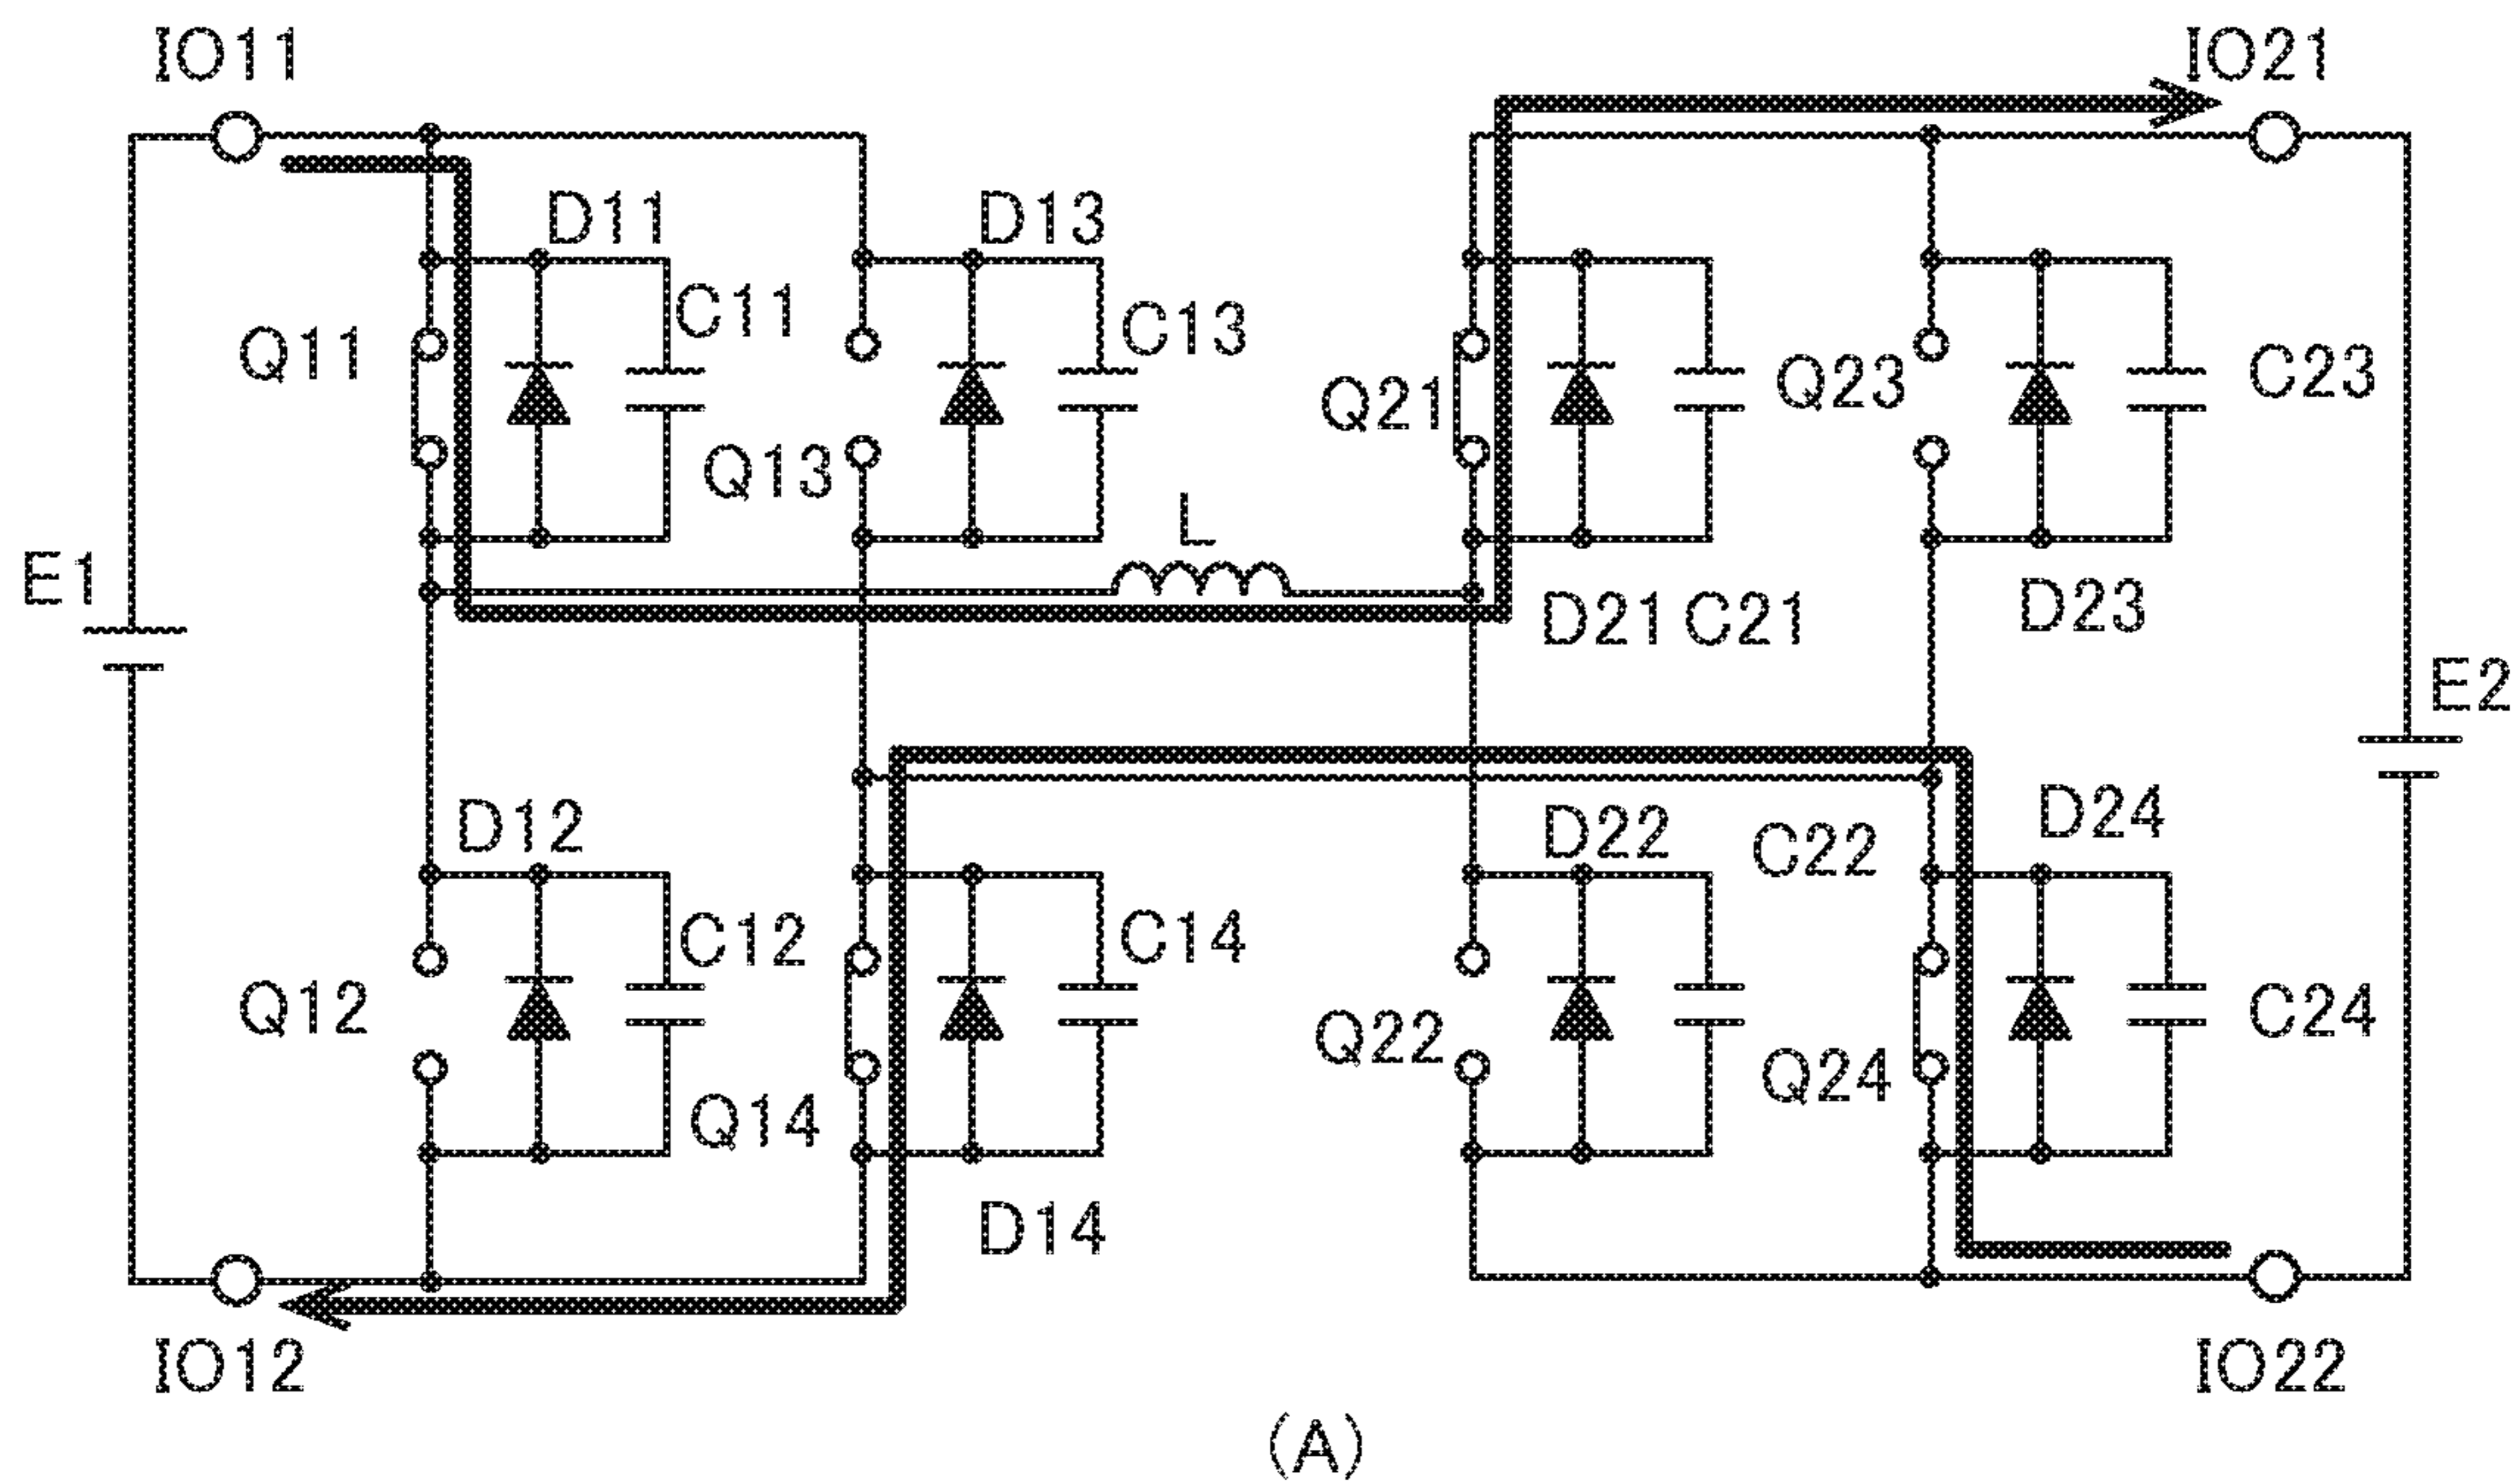 IO11 IO21
D11 D13
C11 C13
Q11 Q21 Q23 C23
Q13
L
E1 D21 C21 D23
E2
D12 D22 C22 D24
C12 C14
Q12 Q22 Q24 C24
Q14
D14
IO12 IO22
(A)